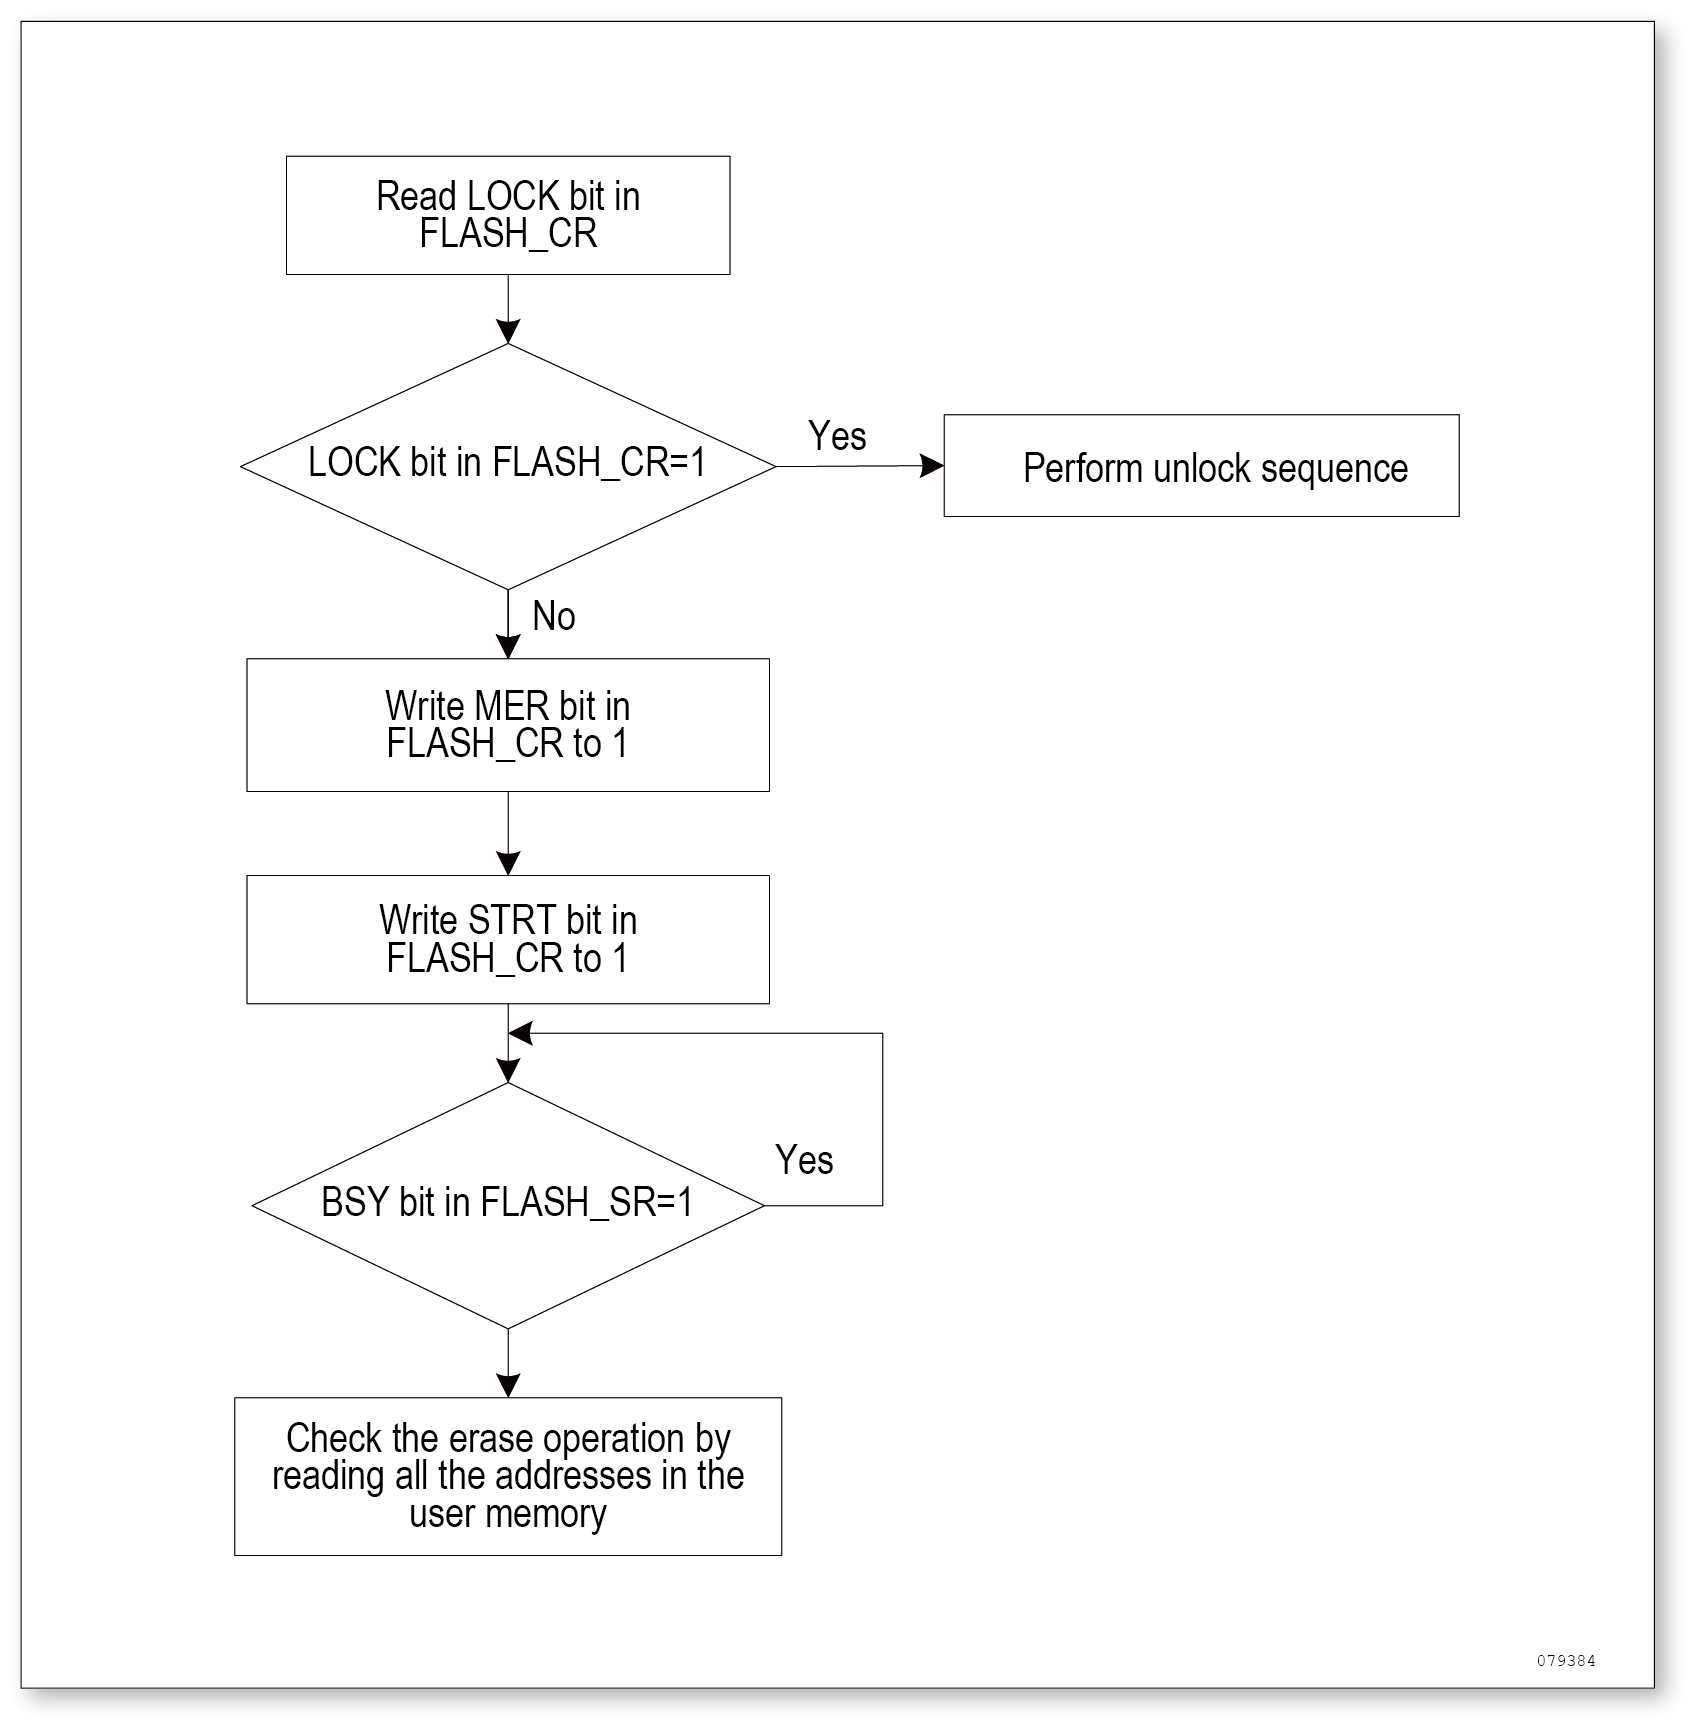 Read LOCK bit in
FLASH_CR
LOCK bit in FLASH_CR=1
Yes
Perform unlock sequence
No
Write MER bit in
FLASH_CR to 1
Write STRT bit in
FLASH_CR to 1
Yes
BSY bit in FLASH_SR=1
Check the erase operation by
reading all the addresses in the
user memory
079384